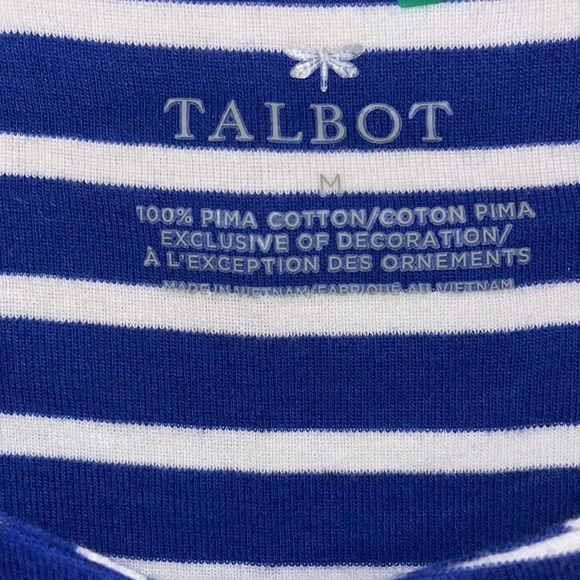 TALBOT
M
100% PIMA COTTON/COTON PIMA
EXCLUSIVE OF DECORATION/
À L'EXCEPTION DES ORNEMENTS
MADE IN VIETNAM/FABRIQUÉ AU VIETNAM